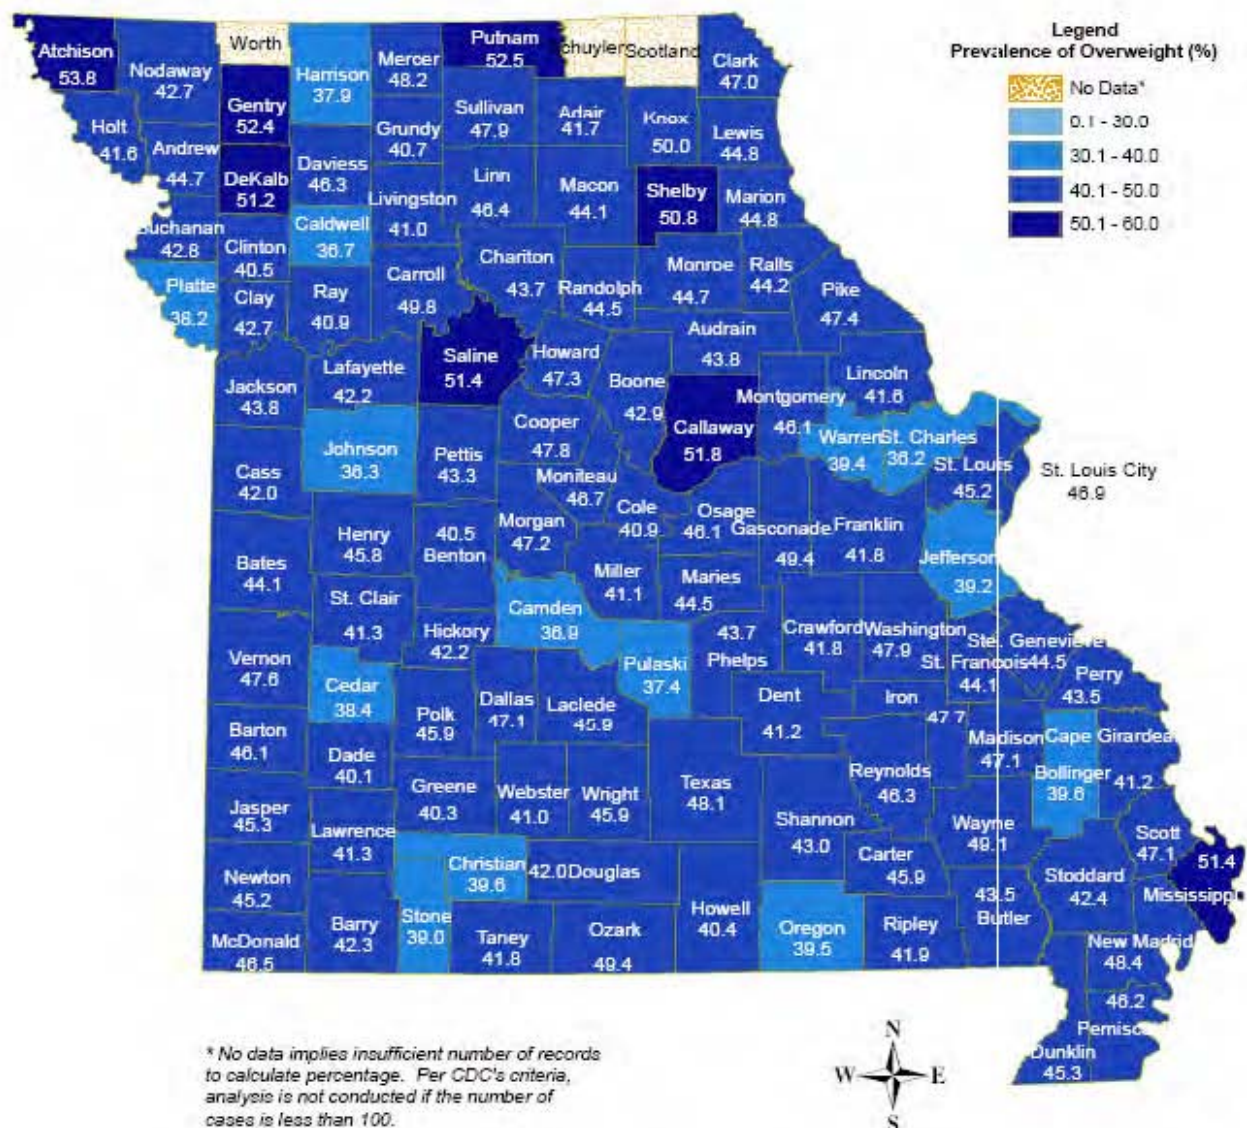 Legend
Prevalence of Overweight (%)
No Data*
0.1 - 30.0
30.1 - 40.0
40.1 - 50.0
50.1 - 60.0
Atchison
53.8
Nodaway
42.7
Worth
Harrison
37.9
Mercer
48.2
Putnam
52.5
chuyler
Scotland
Clark
47.0
Holt
41.6
Andrew
44.7
Gentry
52.4
DeKalb
51.2
Daviess
46.3
Grundy
40.7
Sullivan
47.9
Adair
41.7
Knox
50.0
Lewis
44.8
Livingston
41.0
Linn
46.4
Macon
44.1
Shelby
50.8
Marion
44.8
uchanan
42.8
Clinton
40.5
Caldwell
36.7
Platte
38.2
Clay
42.7
Ray
40.9
Carroll
49.8
Chariton
43.7
Randolph
44.5
Monroe
44.7
Ralls
44.2
Pike
47.4
Audrain
43.8
Jackson
43.8
Lafayette
42.2
Saline
51.4
Howard
47.3
Boone
42.9
Callaway
51.8
Montgomery
46.1
Lincoln
41.6
Warren
39.4
St. Charles
36.2
St. Louis
45.2
St. Louis City
46.9
Cass
42.0
Johnson
36.3
Pettis
43.3
Cooper
47.8
Moniteau
46.7
Cole
40.9
Osage
46.1
Gasconade
49.4
Franklin
41.8
Jefferson
39.2
Bates
44.1
Henry
45.8
40.5
Benton
Morgan
47.2
Miller
41.1
Maries
44.5
St. Clair
41.3
Hickory
42.2
Camden
36.9
Pulaski
37.4
43.7
Phelps
Crawford
41.8
Washington
47.9
Ste. Genevieve
44.5
St. Francois
44.1
Perry
43.5
Vernon
47.6
Cedar
38.4
Polk
45.9
Dallas
47.1
Laclede
45.9
Dent
41.2
Iron
47.7
Madison
47.1
Cape Girardea
41.2
Bollinger
39.6
Barton
46.1
Dade
40.1
Greene
40.3
Webster
41.0
Wright
45.9
Texas
48.1
Reynolds
46.3
Jasper
45.3
Lawrence
41.3
Christian
39.6
42.0 Douglas
Shannon
43.0
Carter
45.9
Wayne
49.1
Scott
47.1
51.4
Mississippi
Stoddard
42.4
Newton
45.2
McDonald
46.5
Barry
42.3
Stone
39.0
Taney
41.8
Ozark
49.4
Howell
40.4
Oregon
39.5
Ripley
41.9
43.5
Butler
New Madrid
48.4
46.2
Pemisc
Dunklin
45.3
* No data implies insufficient number of records
to calculate percentage. Per CDC's criteria,
analysis is not conducted if the number of
cases is less than 100.
N
W E
S